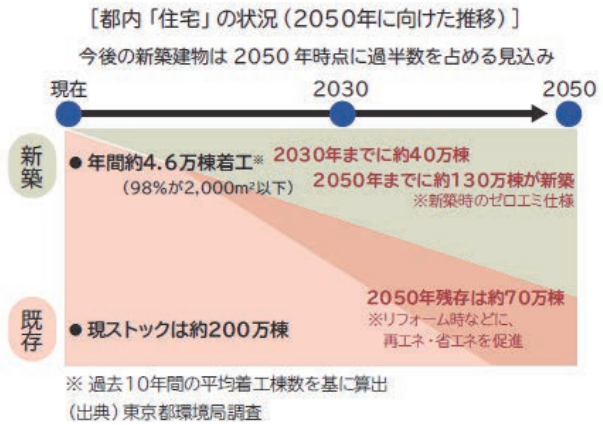 [都内「住宅」の状況(2050年に向けた推移)]
今後の新築建物は 2050 年時点に過半数を占める見込み
現在 2030 2050
新築
● 年間約4.6万棟着工※
(98%が2,000m²以下)
2030年までに約40万棟
2050年までに約130万棟が新築
※新築時のゼロエミ仕様
既存
● 現ストックは約200万棟
2050年残存は約70万棟
※リフォーム時などに、
再エネ・省エネを促進
※ 過去10年間の平均着工棟数を基に算出
(出典)東京都環境局調査